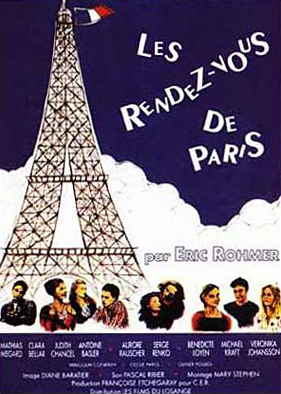 LES
RENDEZ-VOUS
DE
PARIS
par ERIC ROHMER
MATHIAS MEGARD
CLARA BELLAR
JUDITH CHANCEL
ANTOINE BASLER
AURORE RAUSCHER
SERGE RENKO
BENEDICTE LOYEN
MICHAEL KRAFT
VERONIKA JOHANSSON
Image DIANE BARATIER Son PASCAL RIBIER Montage MARY STEPHEN
Production FRANÇOISE ETCHEGARAY pour C.E.R.
Distribution LES FILMS DU LOSANGE